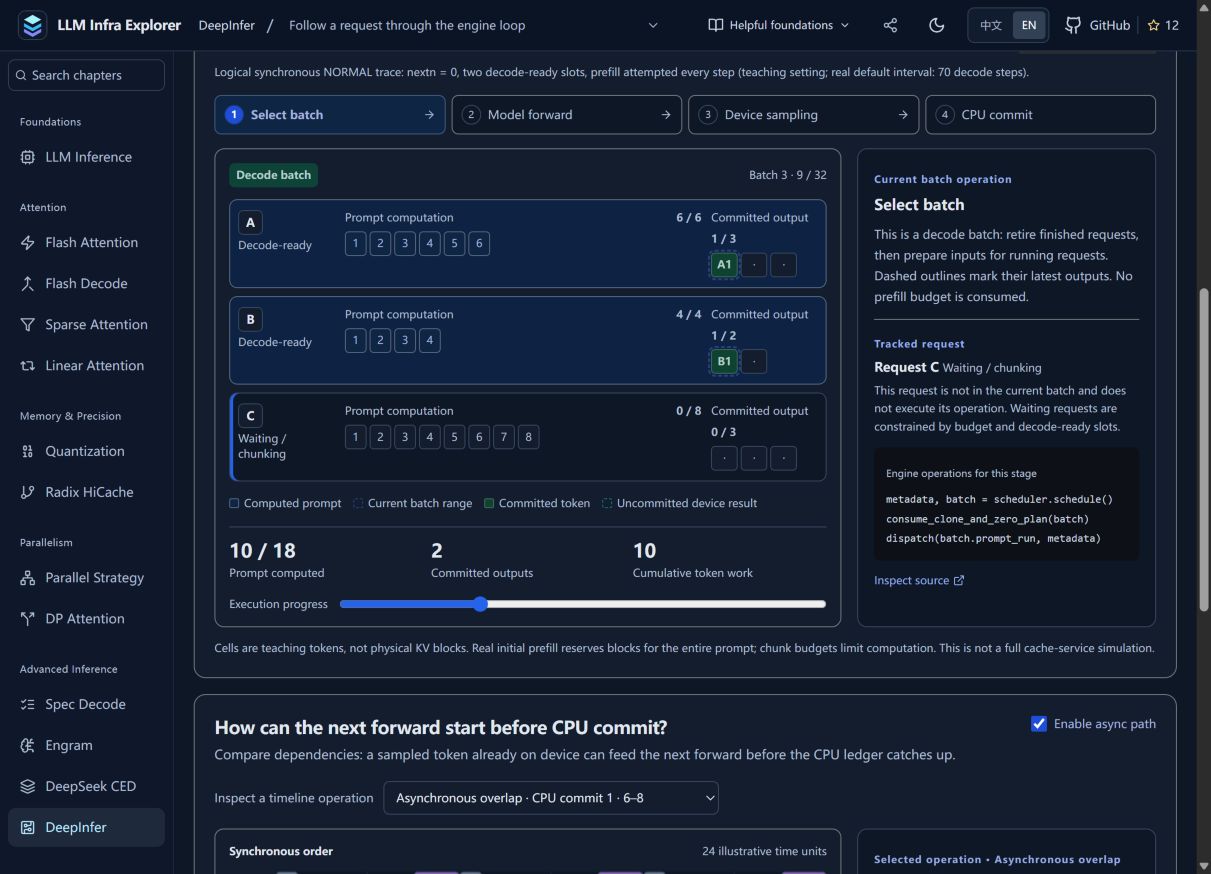 LLM Infra Explorer
DeepInfer / Follow a request through the engine loop
Helpful foundations
中文 EN
GitHub 12
Search chapters
Foundations
LLM Inference
Attention
Flash Attention
Flash Decode
Sparse Attention
Linear Attention
Memory & Precision
Quantization
Radix HiCache
Parallelism
Parallel Strategy
DP Attention
Advanced Inference
Spec Decode
Engram
DeepSeek CED
DeepInfer
Logical synchronous NORMAL trace: nextn = 0, two decode-ready slots, prefill attempted every step (teaching setting; real default interval: 70 decode steps).
1 Select batch →
2 Model forward →
3 Device sampling →
4 CPU commit
Decode batch
Batch 3 · 9 / 32
A
Decode-ready
Prompt computation 6 / 6
1 2 3 4 5 6
Committed output
1 / 3
A1 · ·
B
Decode-ready
Prompt computation 4 / 4
1 2 3 4
Committed output
1 / 2
B1 ·
C
Waiting /
chunking
Prompt computation 0 / 8
1 2 3 4 5 6 7 8
Committed output
0 / 3
· · ·
Computed prompt Current batch range Committed token Uncommitted device result
10 / 18
Prompt computed
2
Committed outputs
10
Cumulative token work
Execution progress
Current batch operation
Select batch
This is a decode batch: retire finished requests,
then prepare inputs for running requests.
Dashed outlines mark their latest outputs. No
prefill budget is consumed.
Tracked request
Request C Waiting / chunking
This request is not in the current batch and does
not execute its operation. Waiting requests are
constrained by budget and decode-ready slots.
Engine operations for this stage
metadata, batch = scheduler.schedule()
consume_clone_and_zero_plan(batch)
dispatch(batch.prompt_run, metadata)
Inspect source
Cells are teaching tokens, not physical KV blocks. Real initial prefill reserves blocks for the entire prompt; chunk budgets limit computation. This is not a full cache-service simulation.
How can the next forward start before CPU commit?
Enable async path
Compare dependencies: a sampled token already on device can feed the next forward before the CPU ledger catches up.
Inspect a timeline operation
Asynchronous overlap · CPU commit 1 · 6–8
Synchronous order
24 illustrative time units
Selected operation • Asynchronous overlap